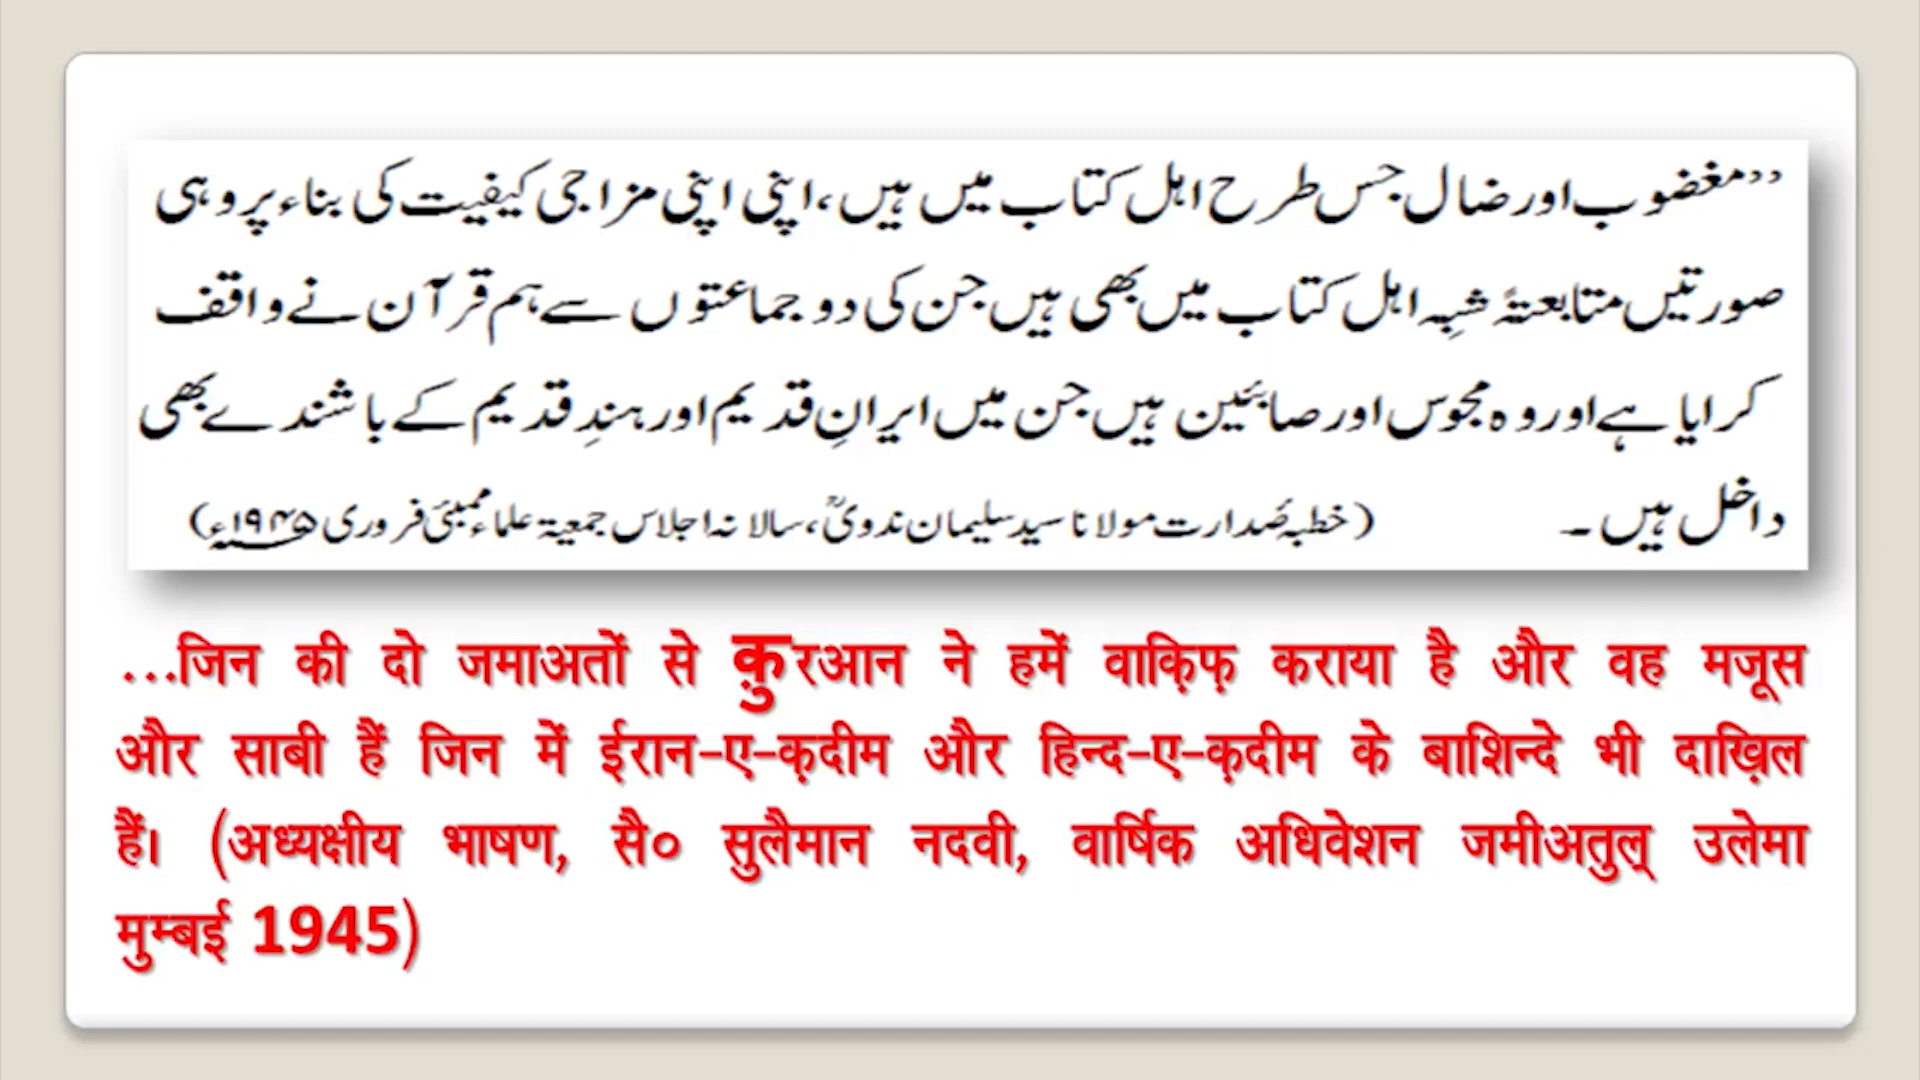 ”مغضوب اور ضال جس طرح اہل کتاب میں ہیں، اپنی اپنی مزاجی کیفیت کی بناء پر وہی
صورتیں متابعتۂ شبہ اہل کتاب میں بھی ہیں جن کی دو جماعتوں سے ہم قرآن نے واقف
کرایا ہے اور وہ مجوس اور صابئین ہیں جن میں ایرانِ قدیم اور ہندِ قدیم کے باشندے بھی
داخل ہیں۔ (خطبۂ صدارت مولانا سید سلیمان ندویؒ، سالانہ اجلاس جمعیۃ علماء ممبئی فروری ۱۹۴۵ء)
...जिन की दो जमाअतों से क़ुरआन ने हमें वाक़िफ़ कराया है और वह मजूस
और साबी हैं जिन में ईरान-ए-क़दीम और हिन्द-ए-क़दीम के बाशिन्दे भी दाख़िल
हैं। (अध्यक्षीय भाषण, सै० सुलैमान नदवी, वार्षिक अधिवेशन जमीअतुल् उलेमा
मुम्बई 1945)